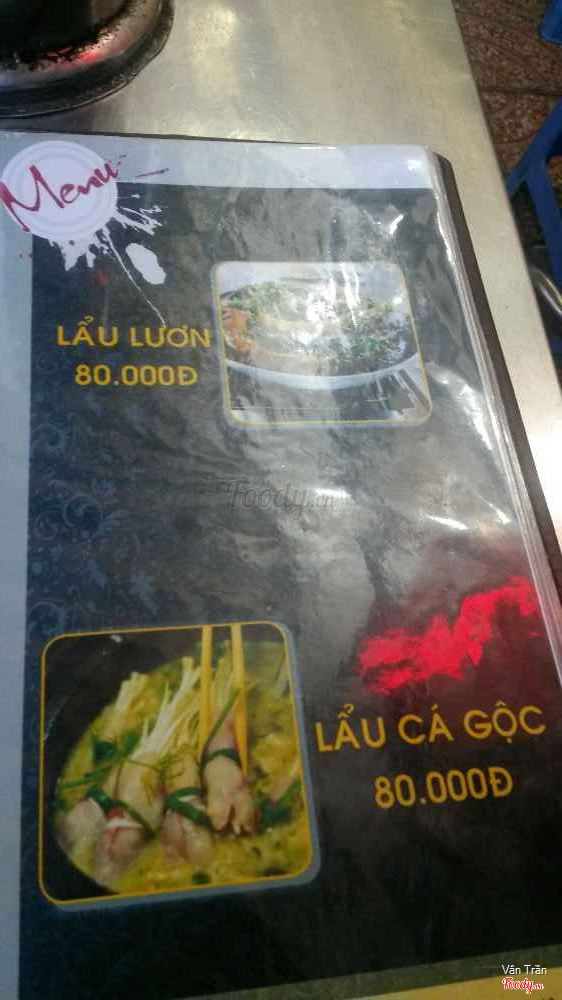 Menu
LẨU LƯƠN
80.000Đ
Foody.vn
LẨU CÁ GỘC
80.000Đ
Vân Trần
Foody.vn